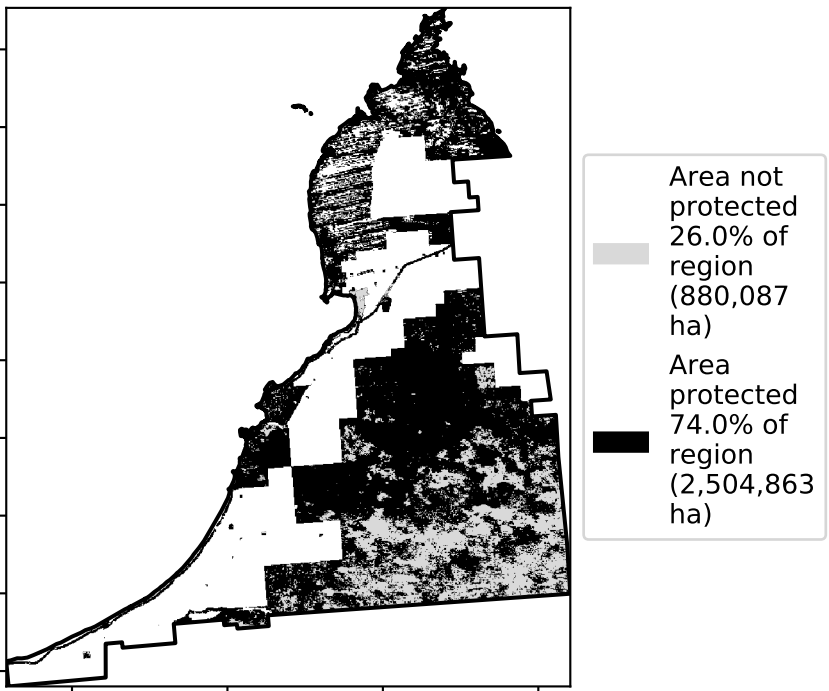 Area not
protected
26.0% of
region
(880,087
ha)
Area
protected
74.0% of
region
(2,504,863
ha)